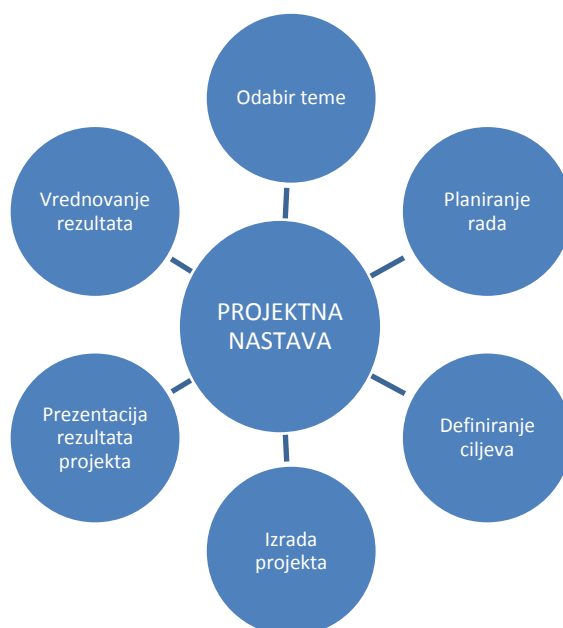 Odabir teme
Planiranje
rada
Definiranje
ciljeva
Izrada
projekta
Prezentacija
rezultata
projekta
Vrednovanje
rezultata
PROJEKTNA
NASTAVA